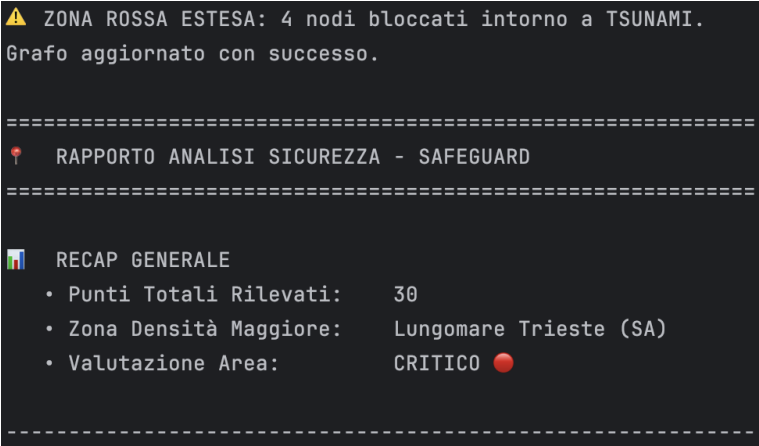 ⚠️ ZONA ROSSA ESTESA: 4 nodi bloccati intorno a TSUNAMI.
Grafo aggiornato con successo.
============================================================
📍 RAPPORTO ANALISI SICUREZZA - SAFEGUARD
============================================================
📊 RECAP GENERALE
• Punti Totali Rilevati: 30
• Zona Densità Maggiore: Lungomare Trieste (SA)
• Valutazione Area: CRITICO 🔴
------------------------------------------------------------